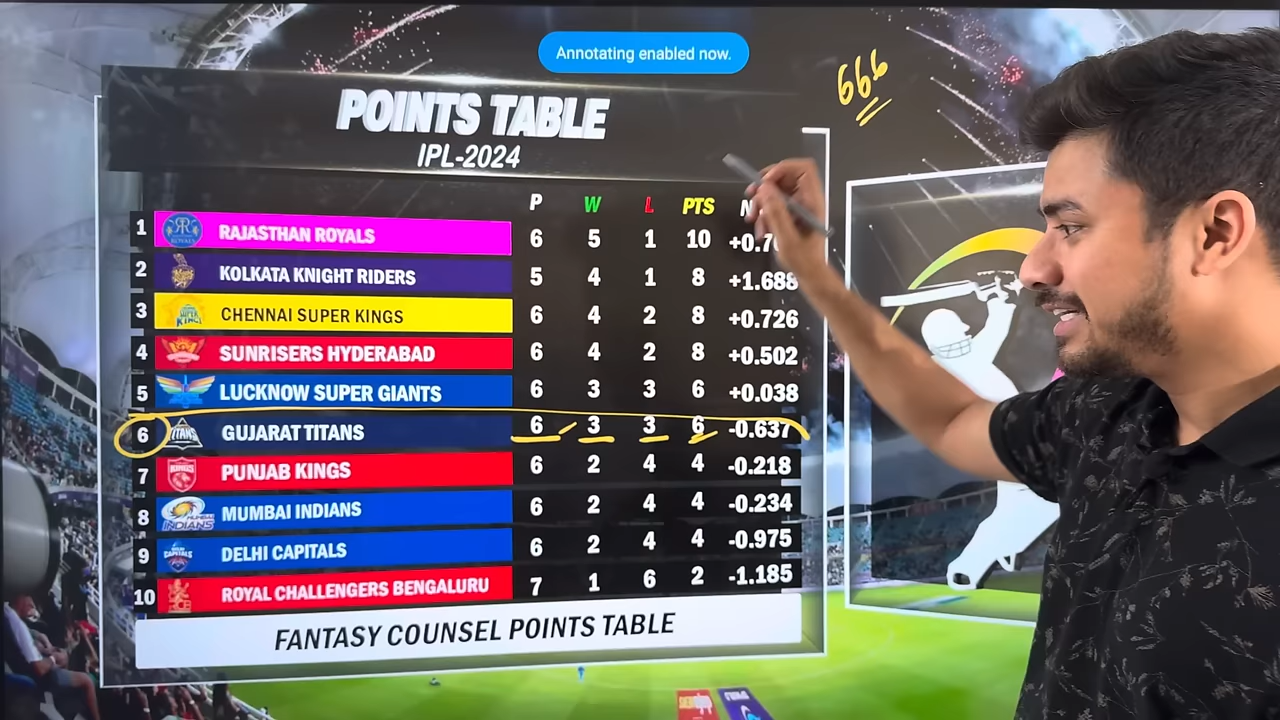 Annotating enabled now.
666
POINTS TABLE
IPL-2024
P W L PTS
1 RAJASTHAN ROYALS 6 5 1 10
2 KOLKATA KNIGHT RIDERS 5 4 1 8 +1.688
3 CHENNAI SUPER KINGS 6 4 2 8 +0.726
4 SUNRISERS HYDERABAD 6 4 2 8 +0.502
5 LUCKNOW SUPER GIANTS 6 3 3 6 +0.038
6 TITANS GUJARAT TITANS 6 3 3 6 -0.637
7 PUNJAB KINGS 6 2 4 4 -0.218
8 MUMBAI INDIANS MUMBAI INDIANS 6 2 4 4 -0.234
9 DELHI CAPITALS 6 2 4 4 -0.975
10 ROYAL CHALLENGERS BENGALURU 7 1 6 2 -1.185
FANTASY COUNSEL POINTS TABLE